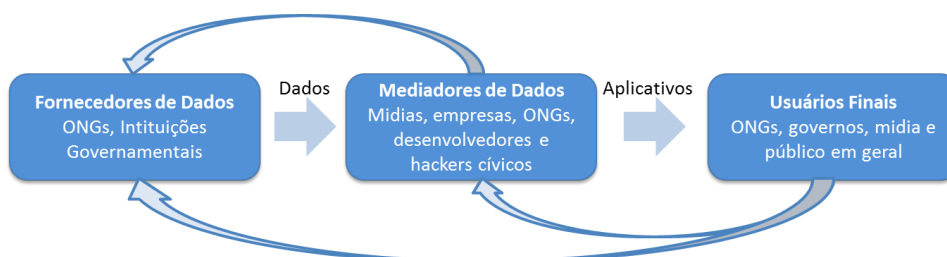 Fornecedores de Dados
ONGs, Intituições
Governamentais
Dados
Mediadores de Dados
Midias, empresas, ONGs,
desenvolvedores e
hackers cívicos
Aplicativos
Usuários Finais
ONGs, governos, midia e
público em geral